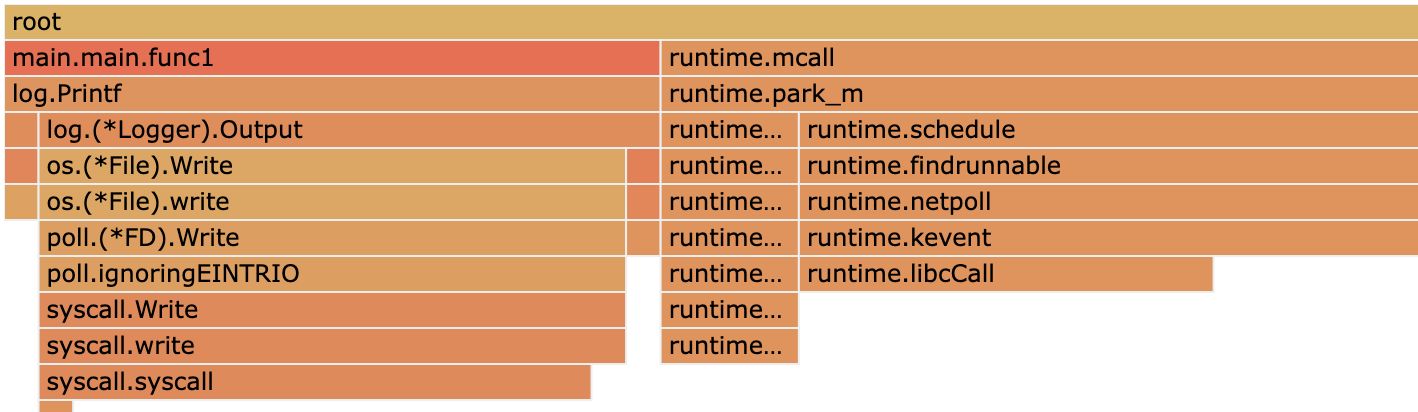 root
main.main.func1 runtime.mcall
log.Printf runtime.park_m
log.(*Logger).Output runtime... runtime.schedule
os.(*File).Write runtime... runtime.findrunnable
os.(*File).write runtime... runtime.netpoll
poll.(*FD).Write runtime... runtime.kevent
poll.ignoringEINTRIO runtime... runtime.libcCall
syscall.Write runtime...
syscall.write runtime...
syscall.syscall